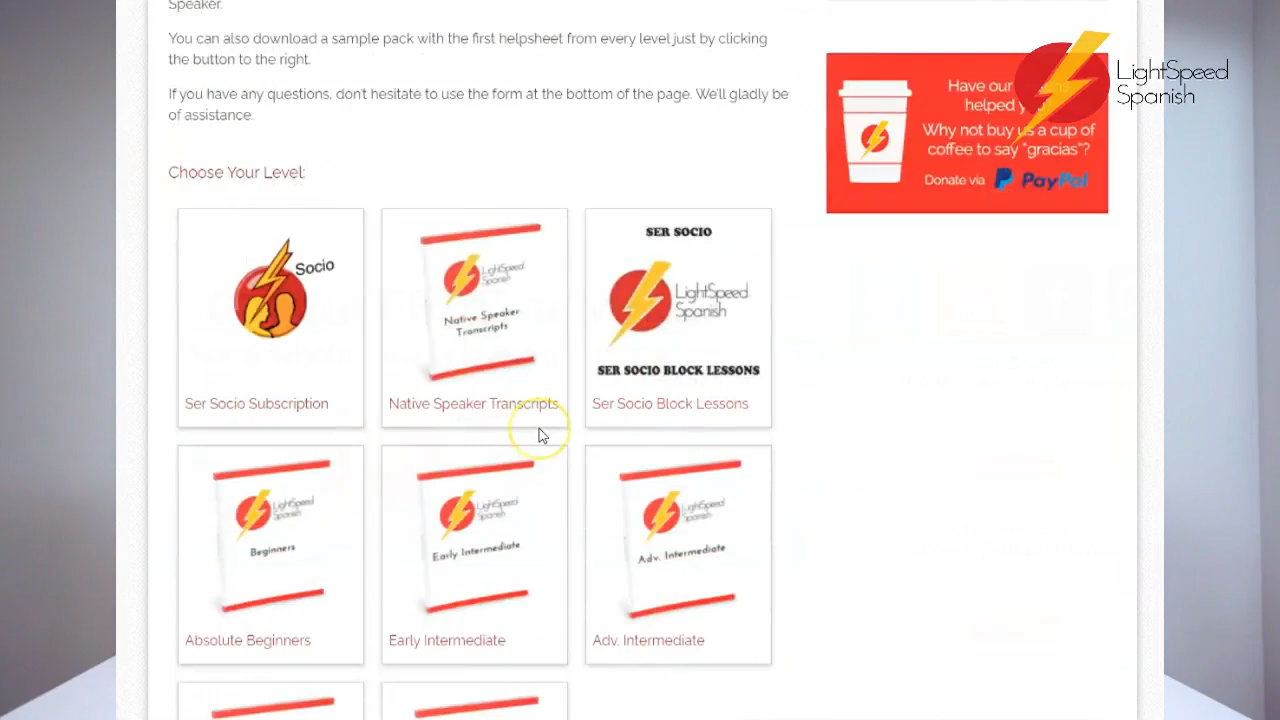 Speaker.
You can also download a sample pack with the first helpsheet from every level just by clicking
the button to the right.
If you have any questions, dont hesitate to use the form at the bottom of the page. We'll gladly be
of assistance.
Choose Your Level:
Socio
Ser Socio Subscription
LightSpeed
Spanish
Native Speaker
Transcripts
Native Speaker Transcripts
SER SOCIO
LightSpeed
Spanish
SER SOCIO BLOCK LESSONS
Ser Socio Block Lessons
LightSpeed
Spanish
Beginners
Absolute Beginners
LightSpeed
Spanish
Early Intermediate
Early Intermediate
LightSpeed
Spanish
Adv. Intermediate
Adv. Intermediate
Have our
helped
Why not buy us a cup of
coffee to say "gracias"?
Donate via PayPal
LightSpeed
Spanish